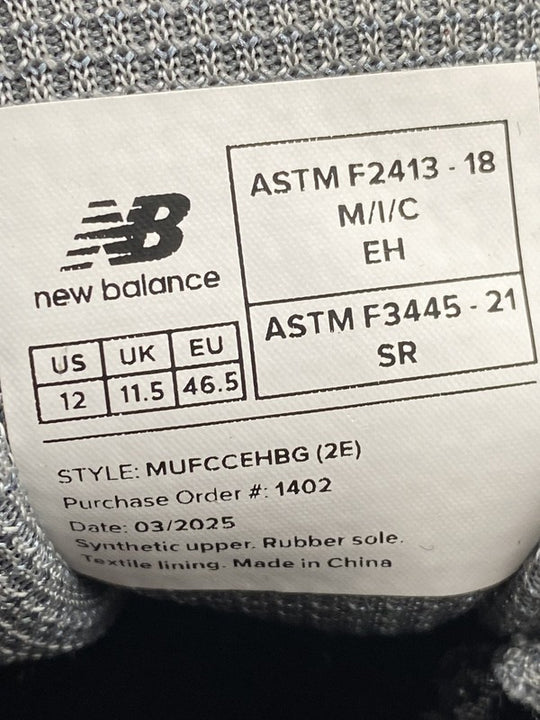 NB
new balance
ASTM F2413 - 18
M/I/C
EH
ASTM F3445 - 21
SR
US UK EU
12 11.5 46.5
STYLE: MUFCCEHBG (2E)
Purchase Order #: 1402
Date: 03/2025
Synthetic upper. Rubber sole.
Textile lining. Made in China